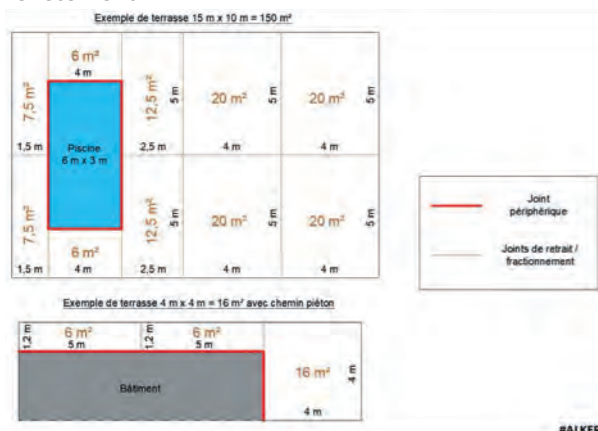 Exemple de terrasse 15 m x 10 m = 150 m²
6 m²
4 m
7,5 m²
1,5 m
Piscine
6 m x 3 m
12,5 m²
5 m
2,5 m
20 m²
5 m
4 m
20 m²
5 m
4 m
7,5 m²
1,5 m
6 m²
4 m
12,5 m²
5 m
2,5 m
20 m²
5 m
4 m
20 m²
5 m
4 m
Joint
périphérique
Joints de retrait /
fractionnement
Exemple de terrasse 4 m x 4 m = 16 m² avec chemin piéton
1,2 m
6 m²
5 m
1,2 m
6 m²
5 m
Bâtiment
16 m²
4 m
4 m